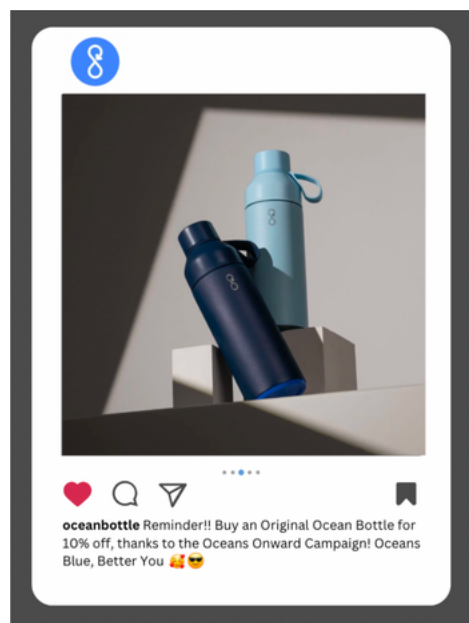 oceanbottle Reminder!! Buy an Original Ocean Bottle for
10% off, thanks to the Oceans Onward Campaign! Oceans
Blue, Better You 🥰😎